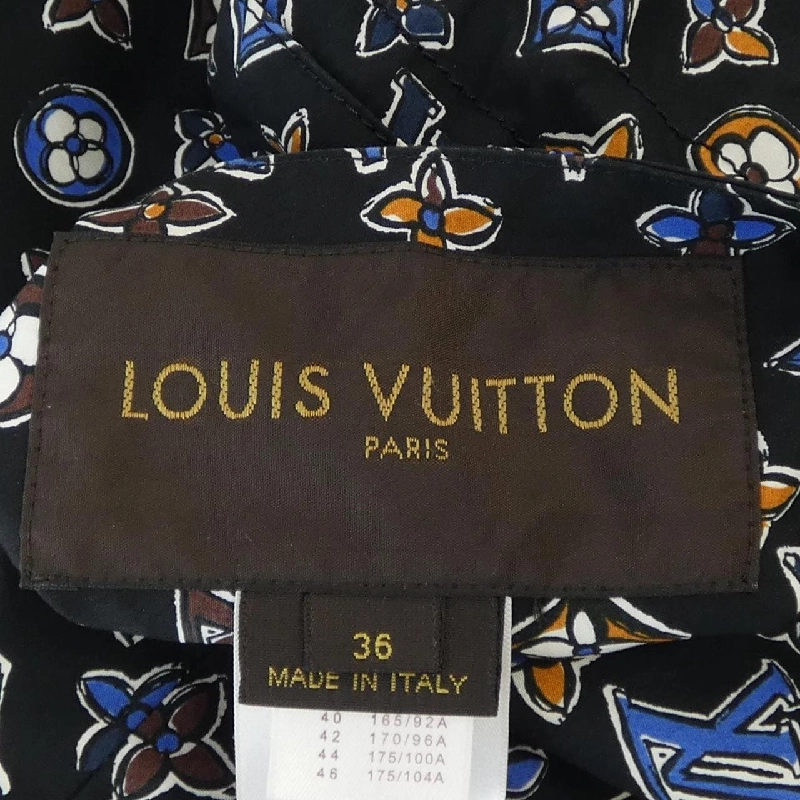 LOUIS VUITTON
PARIS
36
MADE IN ITALY
40 165/92A
42 170/96A
44 175/100A
46 175/104A